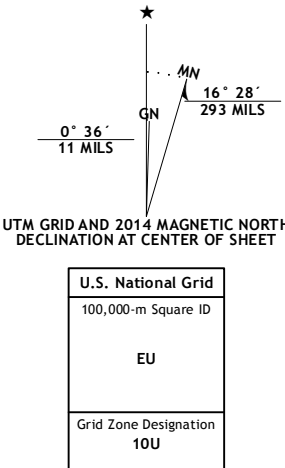 MN
GN
16° 28´
293 MILS
0° 36´
11 MILS
UTM GRID AND 2014 MAGNETIC NORTH
DECLINATION AT CENTER OF SHEET
U.S. National Grid
100,000-m Square ID
EU
Grid Zone Designation
10U